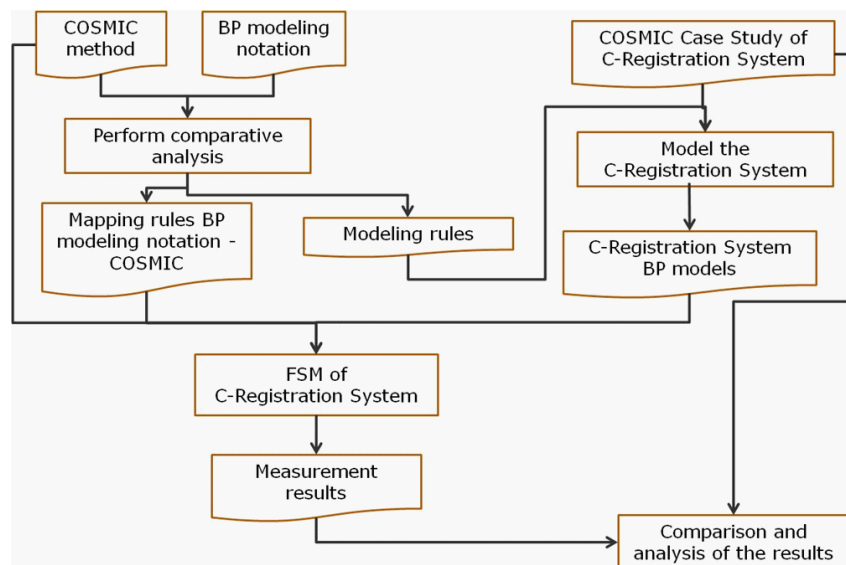 COSMIC
method
BP modeling
notation
COSMIC Case Study of
C-Registration System
Perform comparative
analysis
Model the
C-Registration System
Mapping rules BP
modeling notation -
COSMIC
Modeling rules
C-Registration System
BP models
FSM of
C-Registration System
Measurement
results
Comparison and
analysis of the results